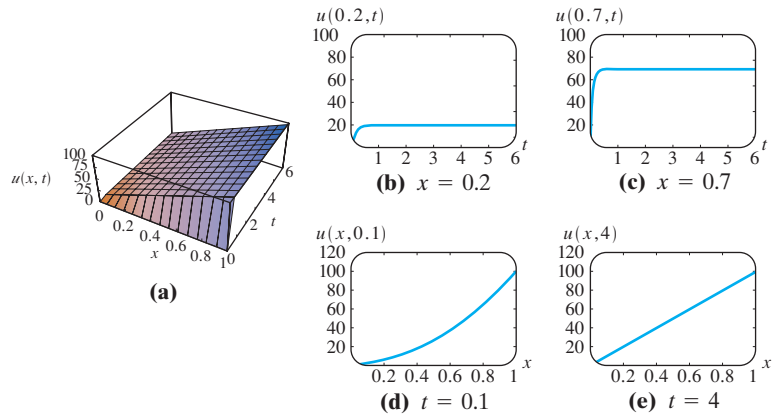 u(x, t)
100
75
50
25
0
0
0.2
0.4
0.6
0.8
1
x
0
2
4
6
t
(a)
u(0.2, t)
100
80
60
40
20
1 2 3 4 5 6
t
(b) x = 0.2
u(0.7, t)
100
80
60
40
20
1 2 3 4 5 6
t
(c) x = 0.7
u(x,0.1)
120
100
80
60
40
20
0.2 0.4 0.6 0.8 1
x
(d) t = 0.1
u(x,4)
120
100
80
60
40
20
0.2 0.4 0.6 0.8 1
x
(e) t = 4